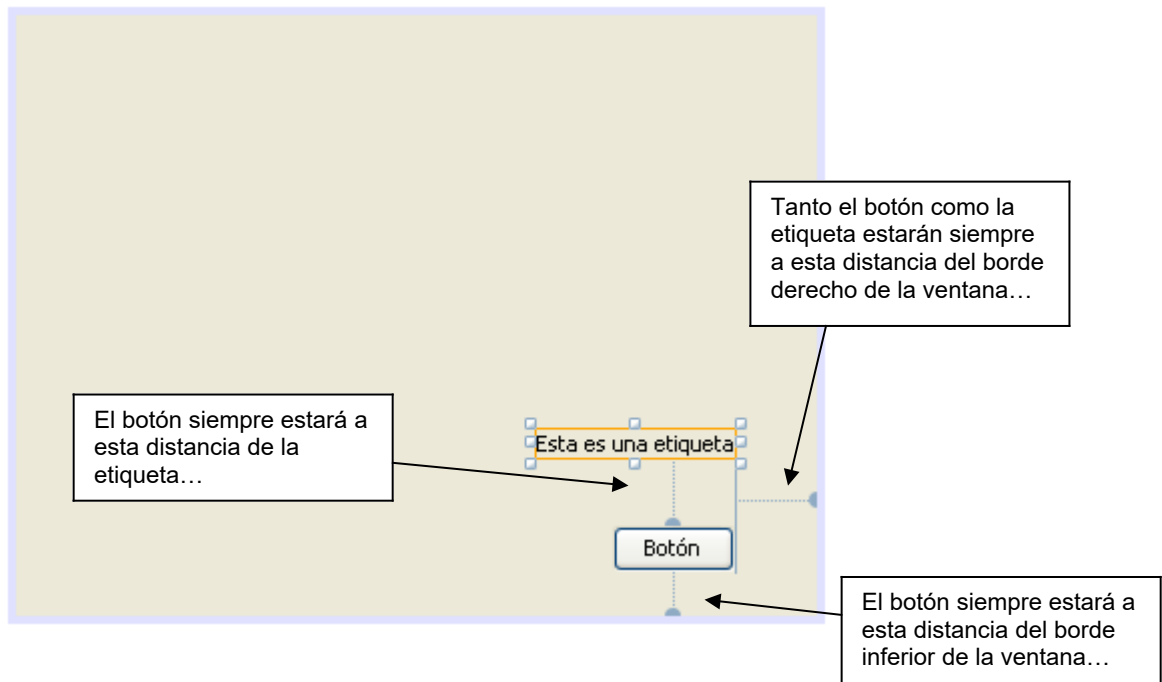 Tanto el botón como la
etiqueta estarán siempre
a esta distancia del borde
derecho de la ventana…
El botón siempre estará a
esta distancia de la
etiqueta…
Esta es una etiqueta
Botón
El botón siempre estará a
esta distancia del borde
inferior de la ventana…